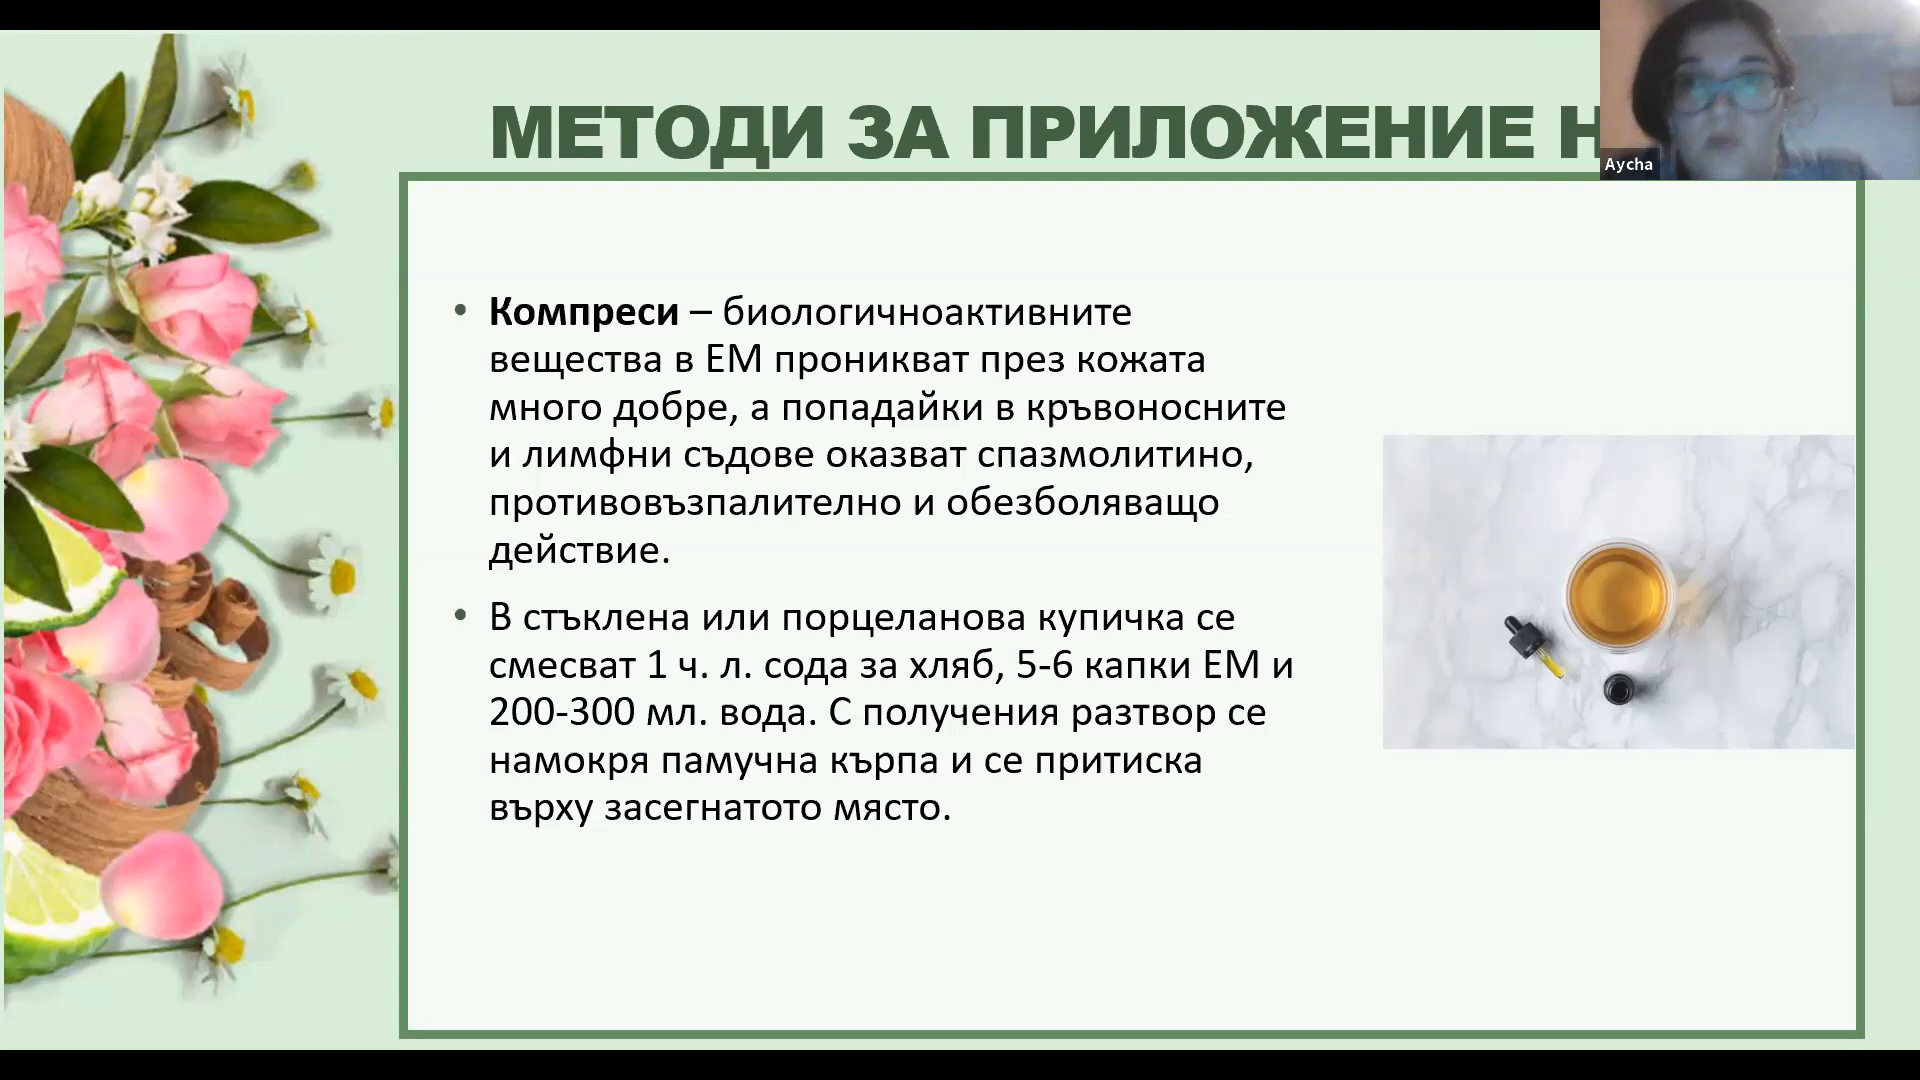 МЕТОДИ ЗА ПРИЛОЖЕНИЕ
Aycha
• Компреси – биологичноактивните
вещества в ЕМ проникват през кожата
много добре, а попадайки в кръвоносните
и лимфни съдове оказват спазмолитино,
противовъзпалително и обезболяващо
действие.
• В стъклена или порцеланова купичка се
смесват 1 ч. л. сода за хляб, 5-6 капки ЕМ и
200-300 мл. вода. С получения разтвор се
намокря памучна кърпа и се притиска
върху засегнатото място.